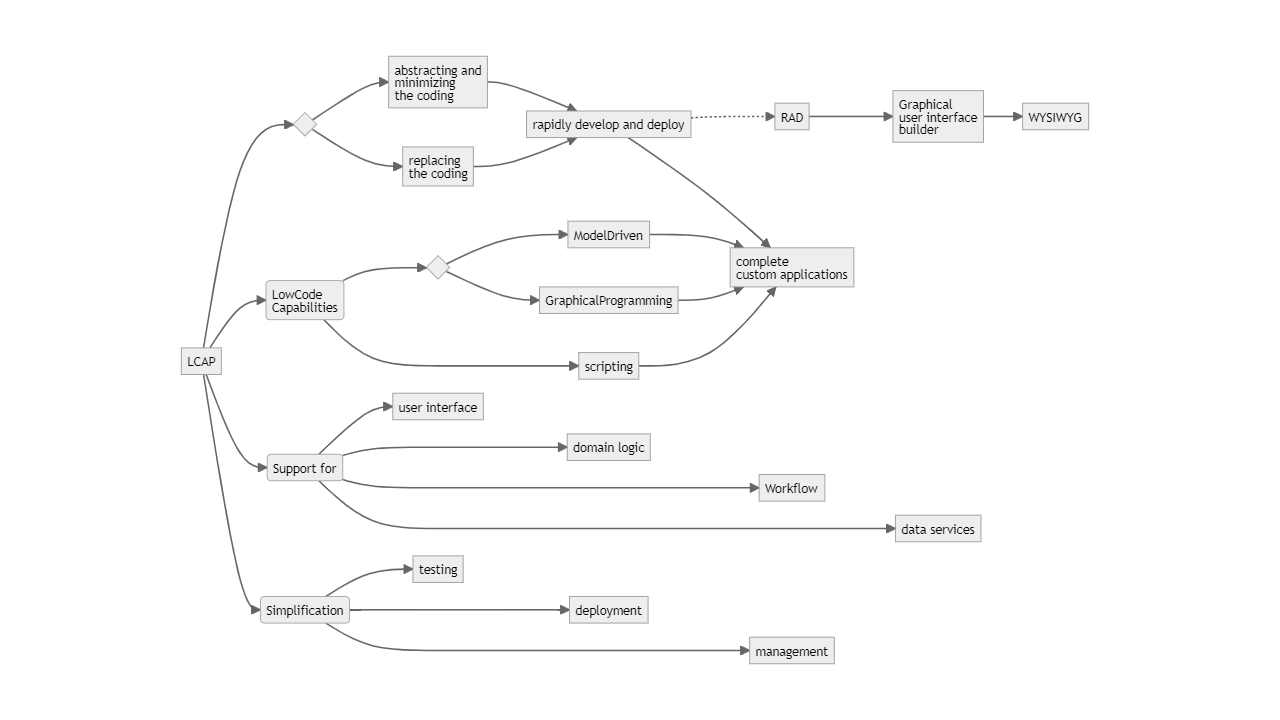 abstracting and
minimizing
the coding
rapidly develop and deploy
RAD
Graphical
user interface
builder
WYSIWYG
replacing
the coding
ModelDriven
complete
custom applications
LowCode
Capabilities
GraphicalProgramming
LCAP
scripting
user interface
domain logic
Support for
Workflow
data services
testing
Simplification
deployment
management